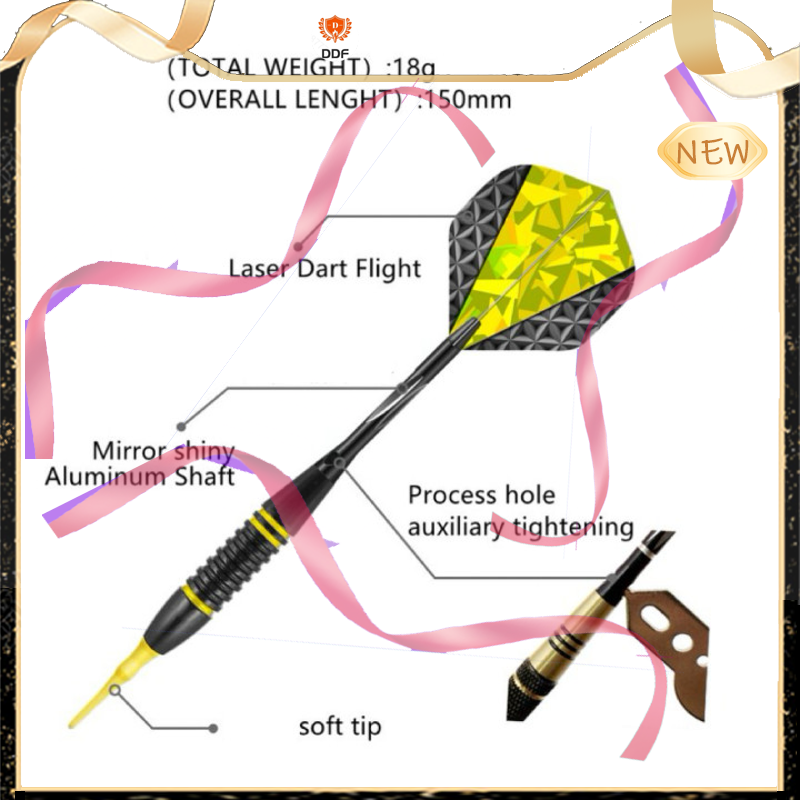 DDF
(TOTAL WEIGHT) :18g
(OVERALL LENGHT) :150mm
NEW
Laser Dart Flight
Mirror shiny
Aluminum Shaft
Process hole
auxiliary tightening
soft tip